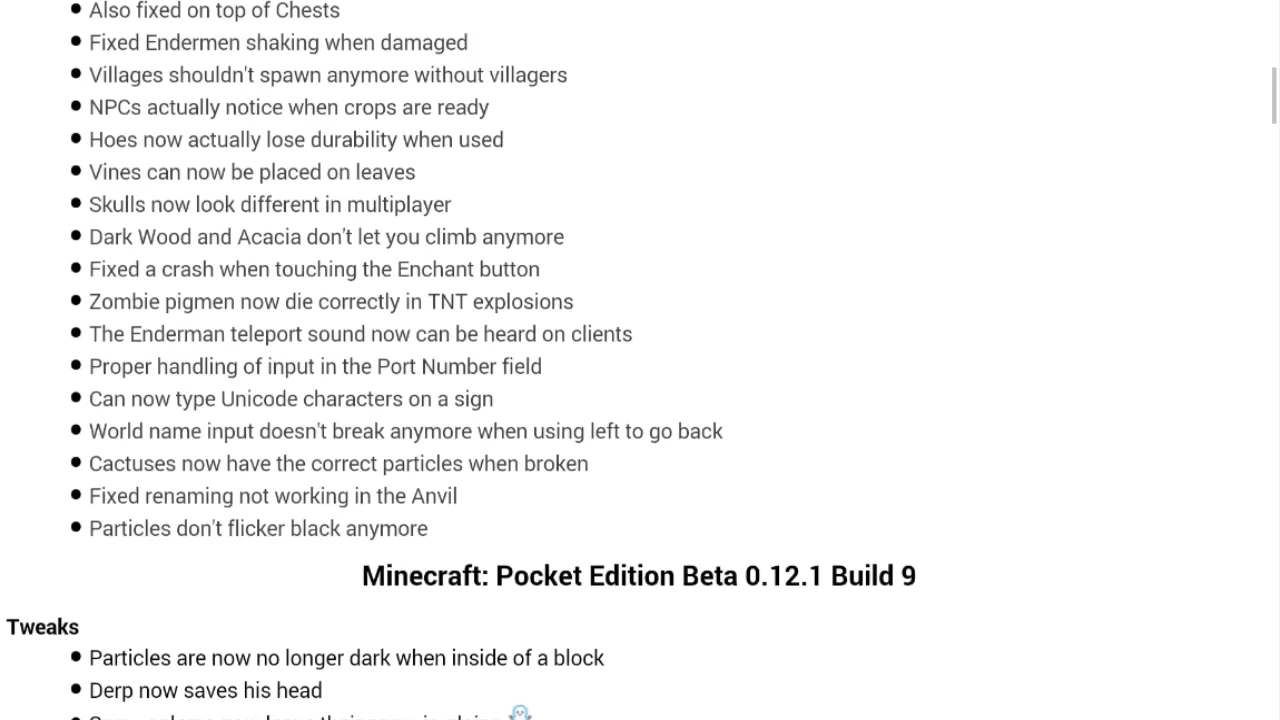 Also fixed on top of Chests
Fixed Endermen shaking when damaged
Villages shouldn't spawn anymore without villagers
NPCs actually notice when crops are ready
Hoes now actually lose durability when used
Vines can now be placed on leaves
Skulls now look different in multiplayer
Dark Wood and Acacia don't let you climb anymore
Fixed a crash when touching the Enchant button
Zombie pigmen now die correctly in TNT explosions
The Enderman teleport sound now can be heard on clients
Proper handling of input in the Port Number field
Can now type Unicode characters on a sign
World name input doesn't break anymore when using left to go back
Cactuses now have the correct particles when broken
Fixed renaming not working in the Anvil
Particles don't flicker black anymore
Minecraft: Pocket Edition Beta 0.12.1 Build 9
Tweaks
Particles are now no longer dark when inside of a block
Derp now saves his head